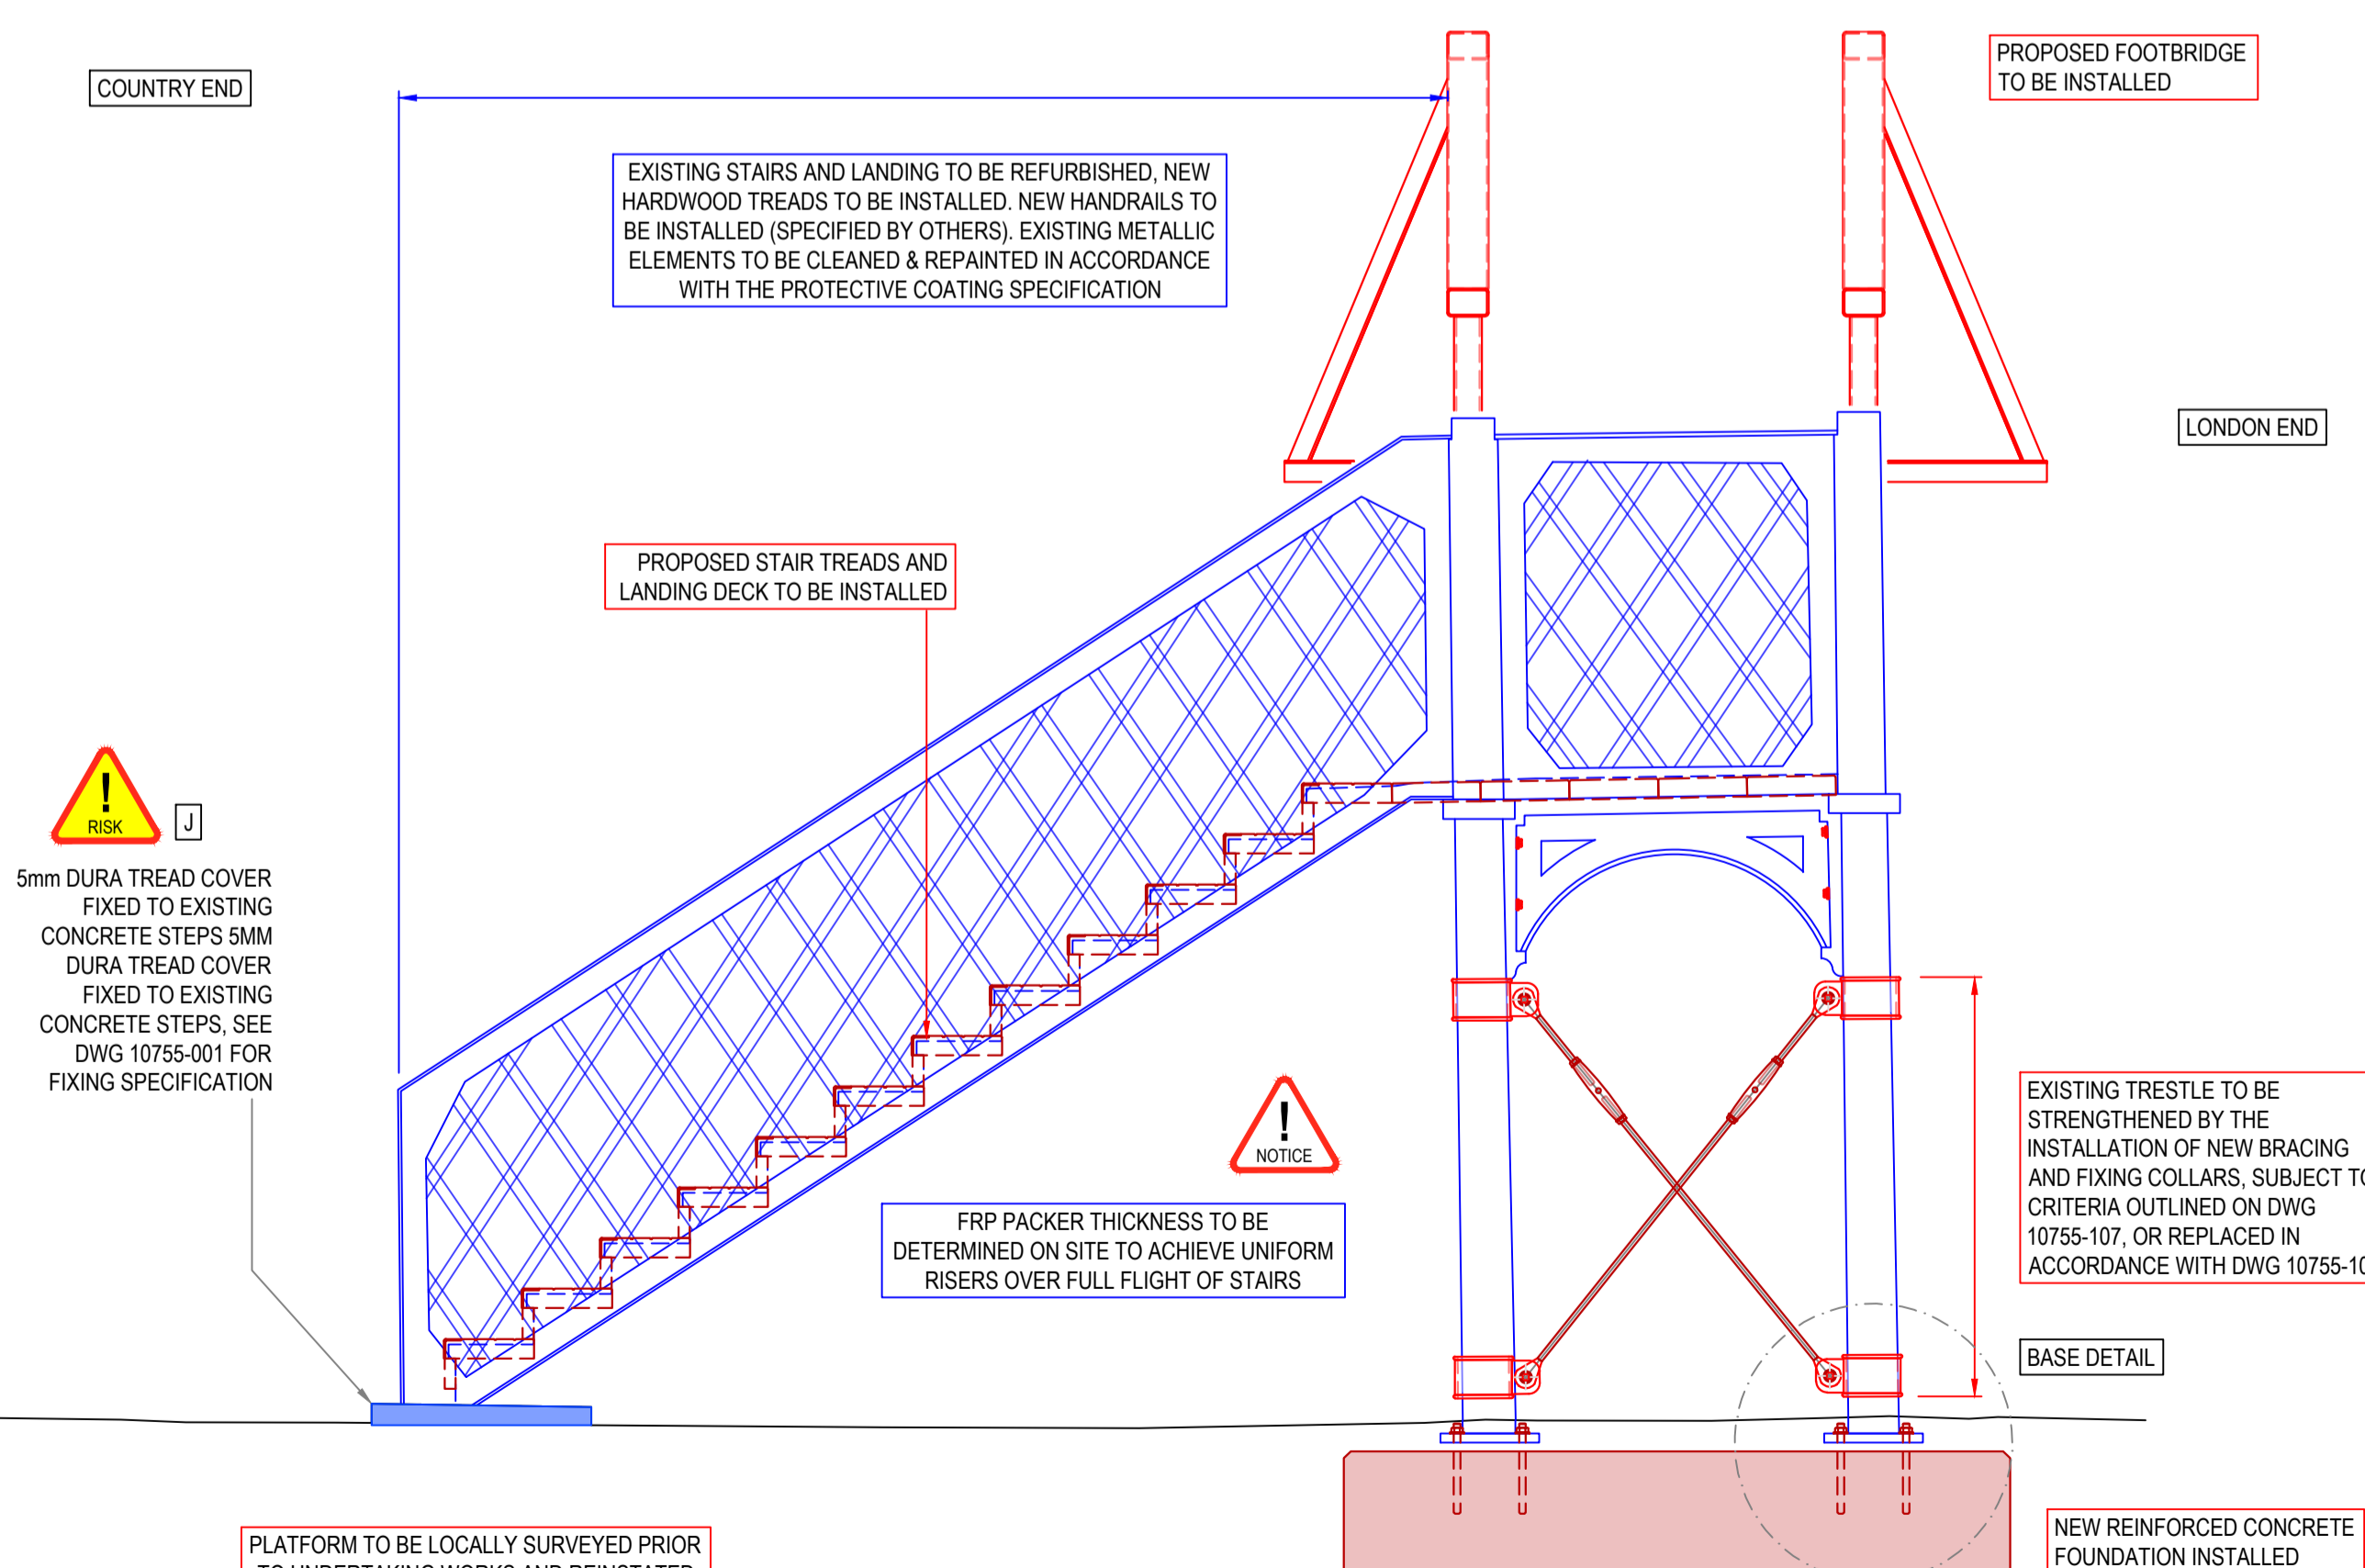 COUNTRY END
PROPOSED FOOTBRIDGE
TO BE INSTALLED
EXISTING STAIRS AND LANDING TO BE REFURBISHED, NEW
HARDWOOD TREADS TO BE INSTALLED. NEW HANDRAILS TO
BE INSTALLED (SPECIFIED BY OTHERS). EXISTING METALLIC
ELEMENTS TO BE CLEANED & REPAINTED IN ACCORDANCE
WITH THE PROTECTIVE COATING SPECIFICATION
LONDON END
PROPOSED STAIR TREADS AND
LANDING DECK TO BE INSTALLED
!
RISK
J
5mm DURA TREAD COVER
FIXED TO EXISTING
CONCRETE STEPS 5MM
DURA TREAD COVER
FIXED TO EXISTING
CONCRETE STEPS, SEE
DWG 10755-001 FOR
FIXING SPECIFICATION
!
NOTICE
FRP PACKER THICKNESS TO BE
DETERMINED ON SITE TO ACHIEVE UNIFORM
RISERS OVER FULL FLIGHT OF STAIRS
EXISTING TRESTLE TO BE
STRENGTHENED BY THE
INSTALLATION OF NEW BRACING
AND FIXING COLLARS, SUBJECT TO
CRITERIA OUTLINED ON DWG
10755-107, OR REPLACED IN
ACCORDANCE WITH DWG
BASE DETAIL
PLATFORM TO BE LOCALLY SURVEYED PRIOR
TO UNDERTAKING WORKS AND REINSTATED
NEW REINFORCED CONCRETE
FOUNDATION INSTALLED